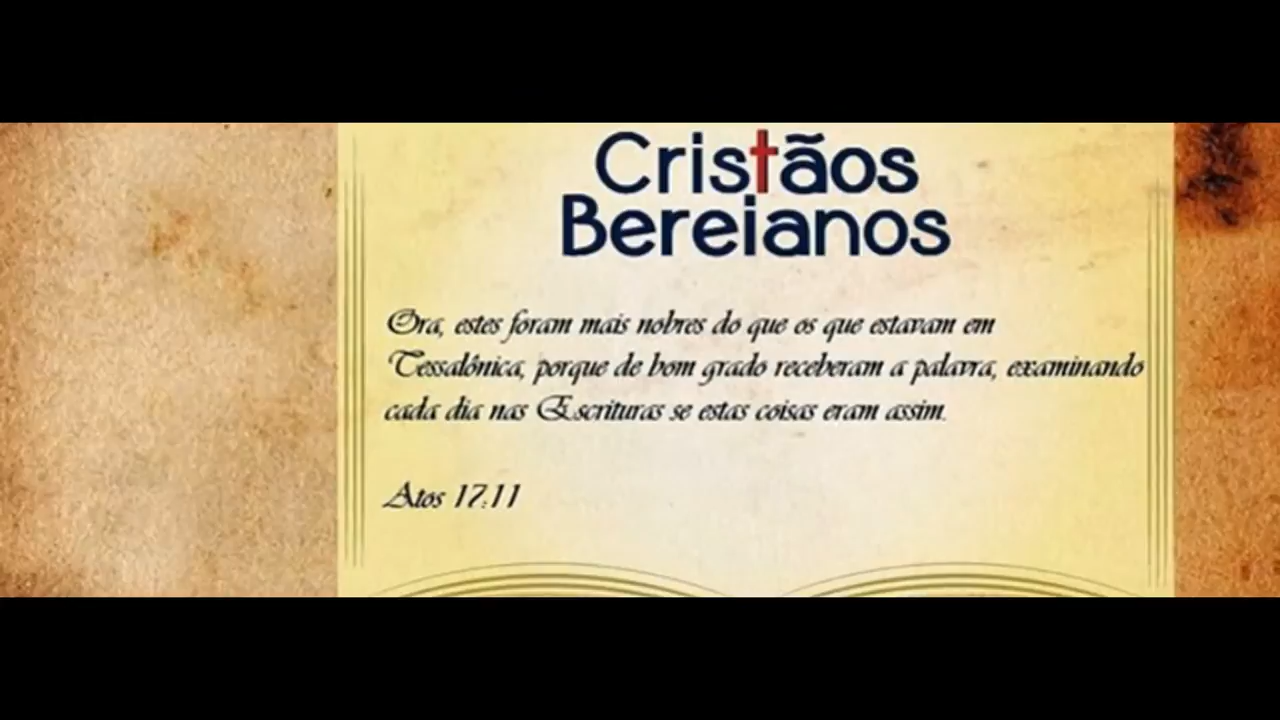 Cristãos
Bereianos
Ora, estes foram mais nobres do que os que estavam em
Tessalônica, porque de bom grado receberam a palavra, examinando
cada dia nas Escrituras se estas coisas eram assim.
Atos 17:11